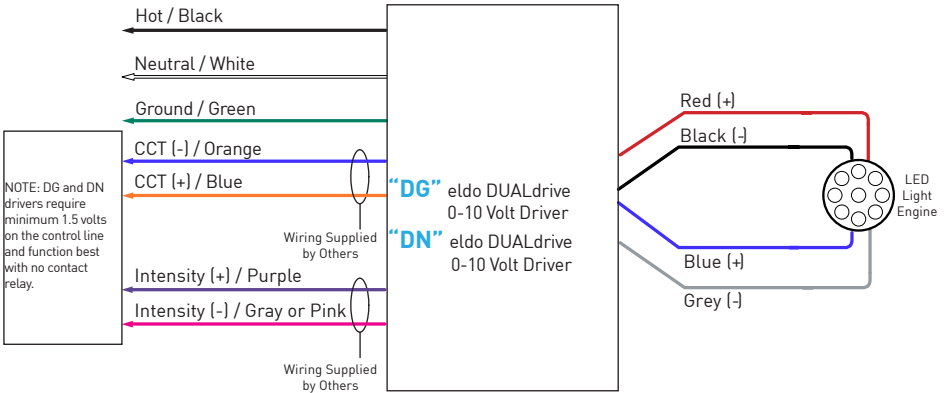 Hot / Black
Neutral / White
Ground / Green
CCT (-) / Orange
CCT (+) / Blue
NOTE: DG and DN
drivers require
minimum 1.5 volts
on the control line
and function best
with no contact
relay.
Wiring Supplied
by Others
Intensity (+) / Purple
Intensity (-) / Gray or Pink
Wiring Supplied
by Others
“DG” eldo DUALdrive
0-10 Volt Driver
“DN” eldo DUALdrive
0-10 Volt Driver
Red (+)
Black (-)
Blue (+)
Grey (-)
LED
Light
Engine